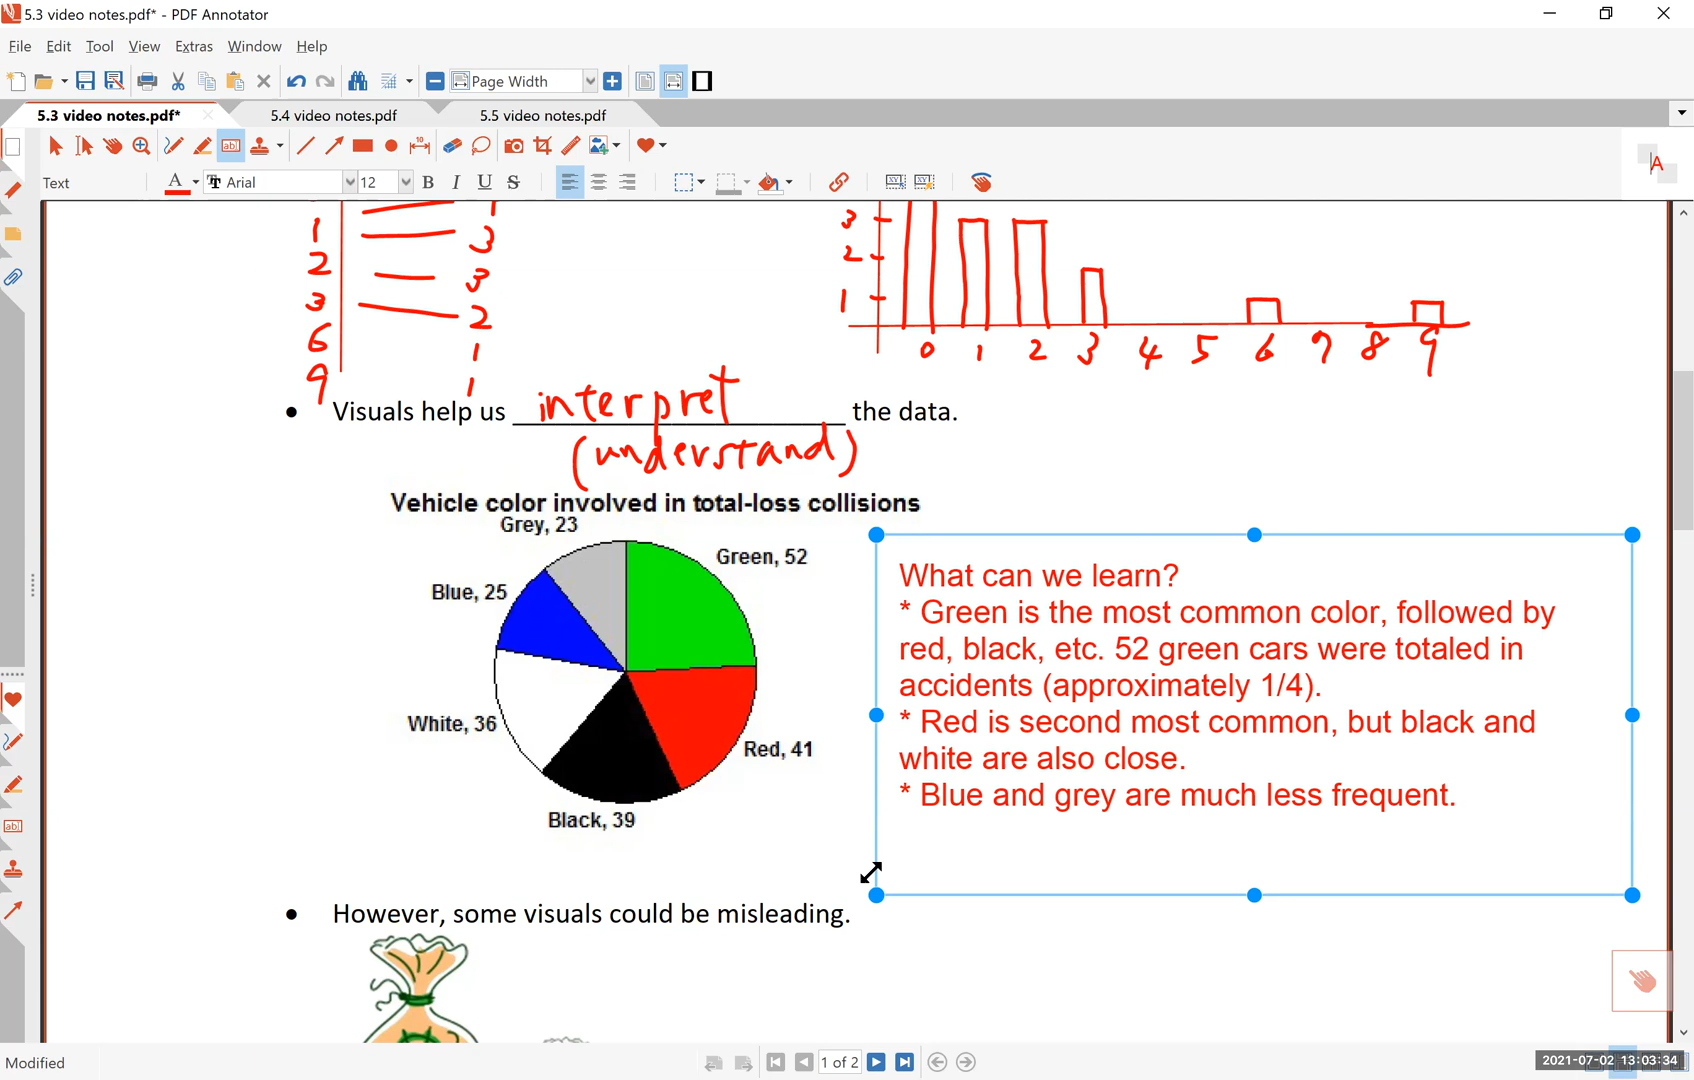 5.3 video notes.pdf* - PDF Annotator
File Edit Tool View Extras Window Help
Page Width
5.3 video notes.pdf* 5.4 video notes.pdf 5.5 video notes.pdf
Text A Arial 12 B I U S
3
2
1
1 3
2 3
3 2
6 1
9 1
0 1 2 3 4 5 6 7 8 9
• Visuals help us interpret the data.
(understand)
Vehicle color involved in total-loss collisions
Grey, 23
Green, 52
Blue, 25
White, 36
Red, 41
Black, 39
What can we learn?
* Green is the most common color, followed by
red, black, etc. 52 green cars were totaled in
accidents (approximately 1/4).
* Red is second most common, but black and
white are also close.
* Blue and grey are much less frequent.
• However, some visuals could be misleading.
Modified
1 of 2
2021-07-02 13:03:34